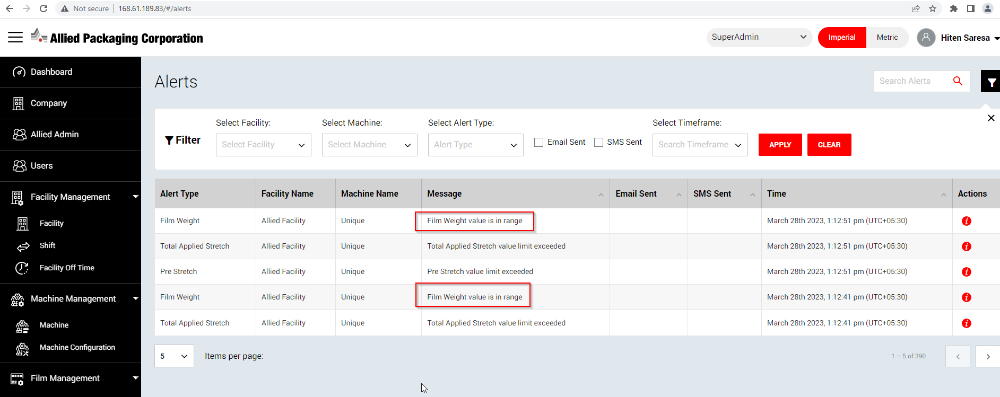 Not secure 168.61.189.83/#/alerts
Allied Packaging Corporation
SuperAdmin Imperial Metric Hiten Saresa
Dashboard
Company
Allied Admin
Users
Facility Management
Facility
Shift
Facility Off Time
Machine Management
Machine
Machine Configuration
Film Management
Alerts
Search Alerts
Filter
Select Facility: Select Machine: Select Alert Type: Select Timeframe:
Select Facility Select Machine Alert Type Email Sent SMS Sent Search Timeframe APPLY CLEAR
Alert Type Facility Name Machine Name Message Email Sent SMS Sent Time Actions
Film Weight Allied Facility Unique Film Weight value is in range March 28th 2023, 1:12:51 pm (UTC+05:30) i
Total Applied Stretch Allied Facility Unique Total Applied Stretch value limit exceeded March 28th 2023, 1:12:51 pm (UTC+05:30) i
Pre Stretch Allied Facility Unique Pre Stretch value limit exceeded March 28th 2023, 1:12:51 pm (UTC+05:30) i
Film Weight Allied Facility Unique Film Weight value is in range March 28th 2023, 1:12:41 pm (UTC+05:30) i
Total Applied Stretch Allied Facility Unique Total Applied Stretch value limit exceeded March 28th 2023, 1:12:41 pm (UTC+05:30) i
5 Items per page: 1 – 5 of 390